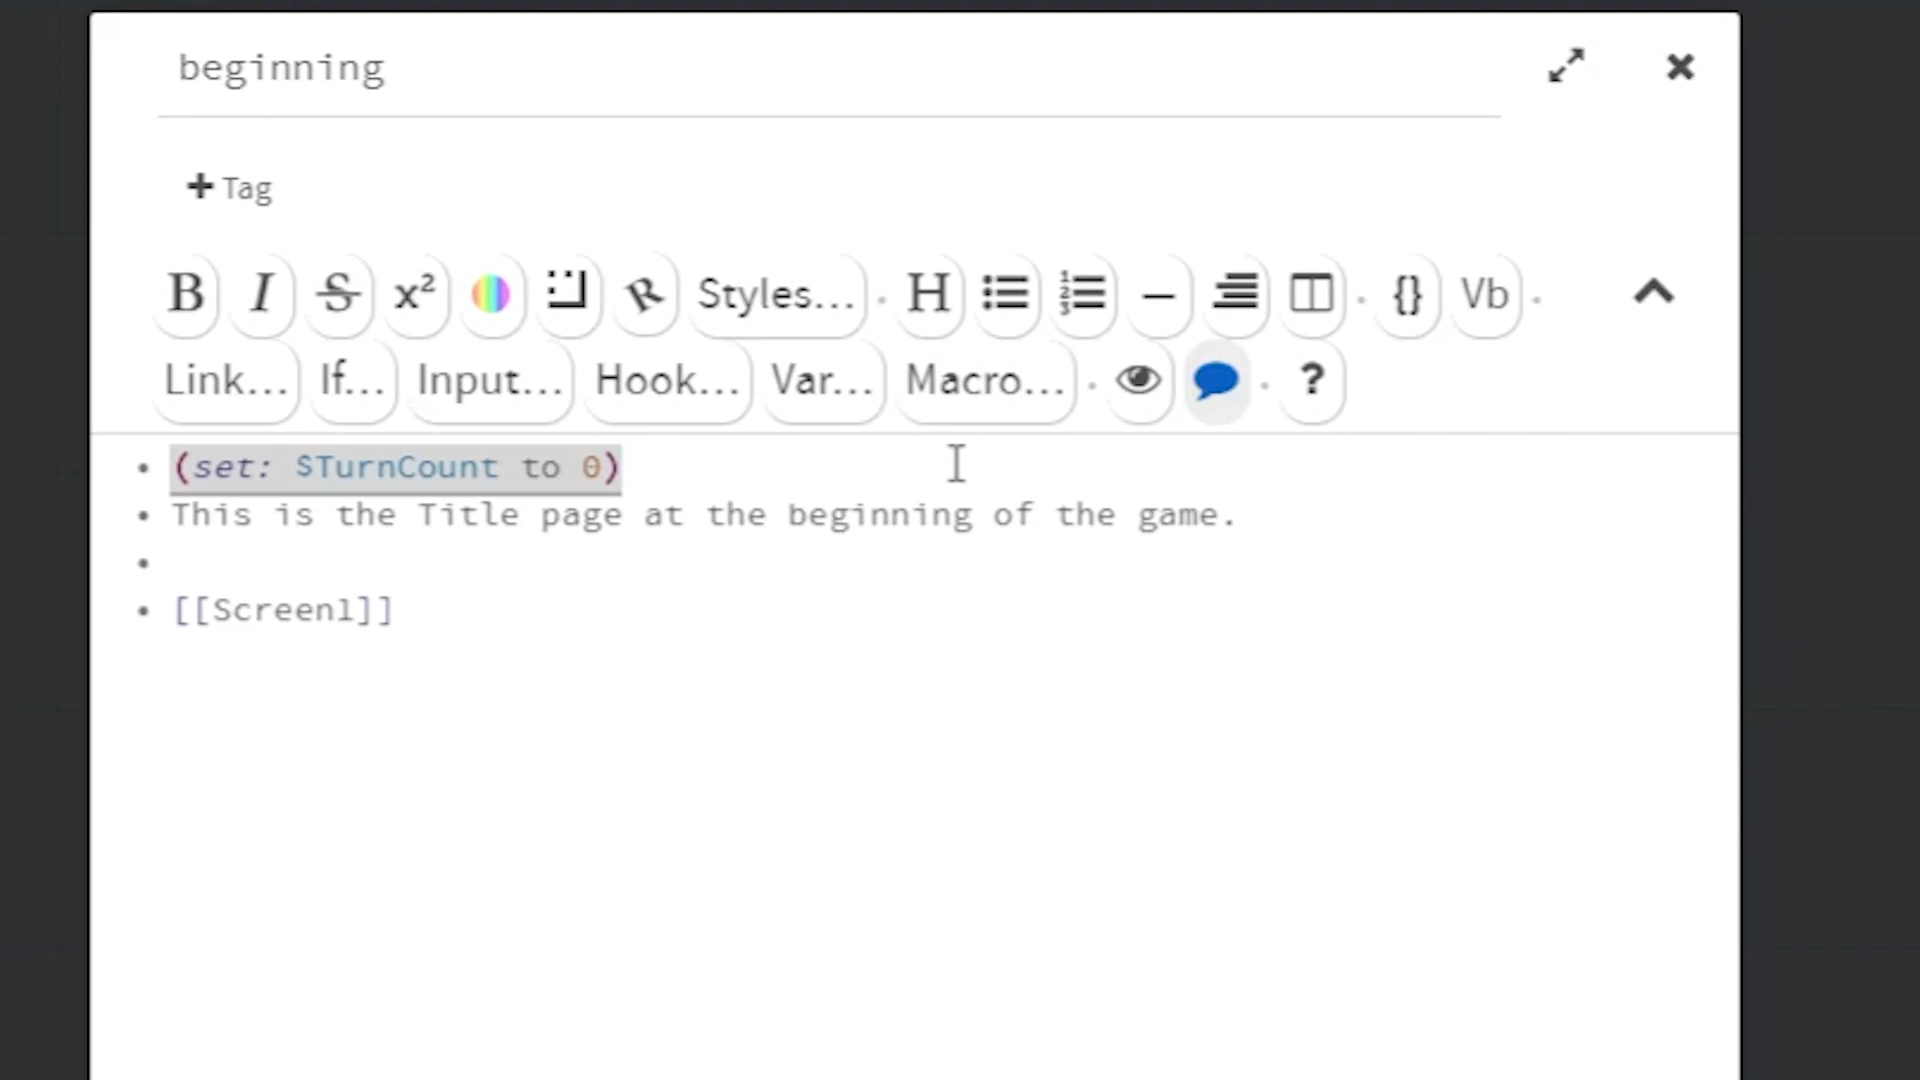 beginning
+ Tag
B I S x² R Styles... H — {} Vb
Link... If... Input... Hook... Var... Macro... ?
(set: $TurnCount to 0)
This is the Title page at the beginning of the game.
[[Screen1]]